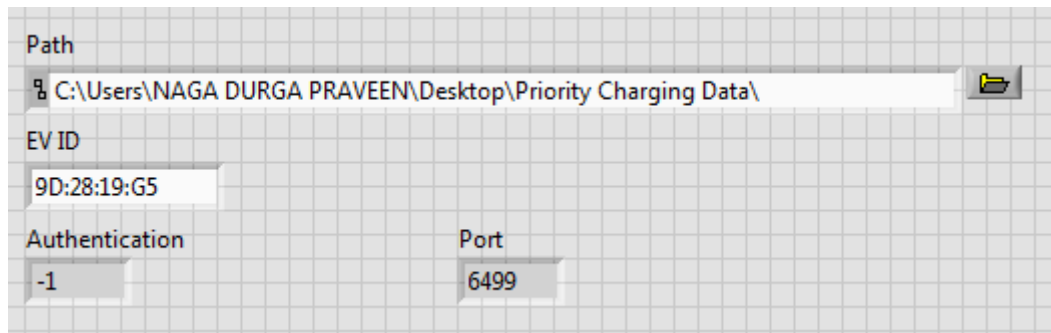 Path
C:\Users\NAGA DURGA PRAVEEN\Desktop\Priority Charging Data\
EV ID
9D:28:19:G5
Authentication Port
-1 6499